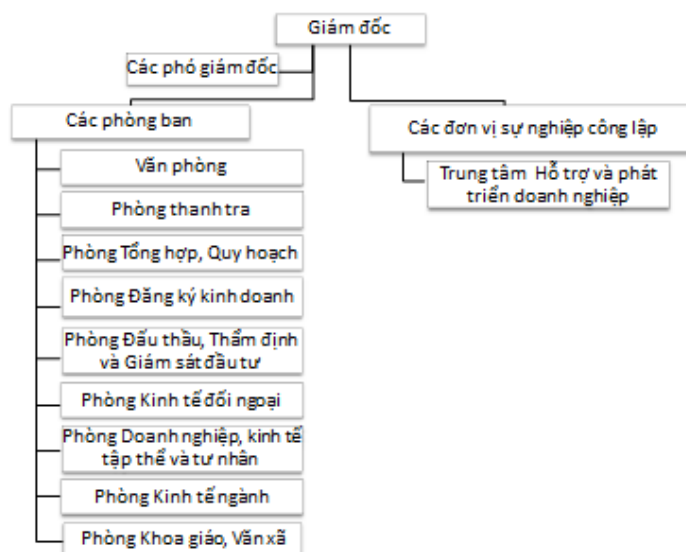 Giám đốc
Các phó giám đốc
Các phòng ban
Văn phòng
Phòng thanh tra
Phòng Tổng hợp, Quy hoạch
Phòng Đăng ký kinh doanh
Phòng Đấu thầu, Thẩm định
và Giám sát đầu tư
Phòng Kinh tế đối ngoại
Phòng Doanh nghiệp, kinh tế
tập thể và tư nhân
Phòng Kinh tế ngành
Phòng Khoa giáo, Văn xã
Các đơn vị sự nghiệp công lập
Trung tâm Hỗ trợ và phát
triển doanh nghiệp